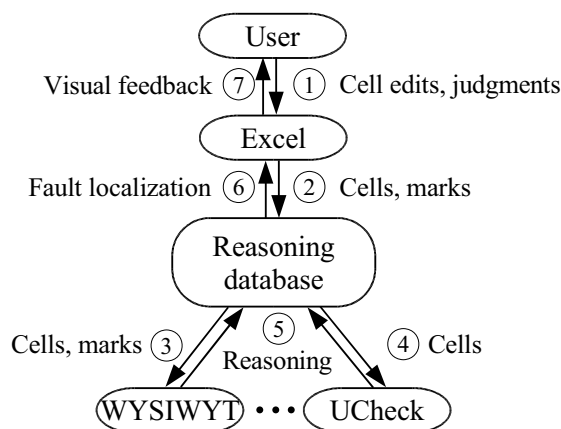 User
Visual feedback ⑦ ① Cell edits, judgments
Excel
Fault localization ⑥ ② Cells, marks
Reasoning
database
Cells, marks ③ ⑤ ④ Cells
Reasoning
WYSIWYT ••• UCheck